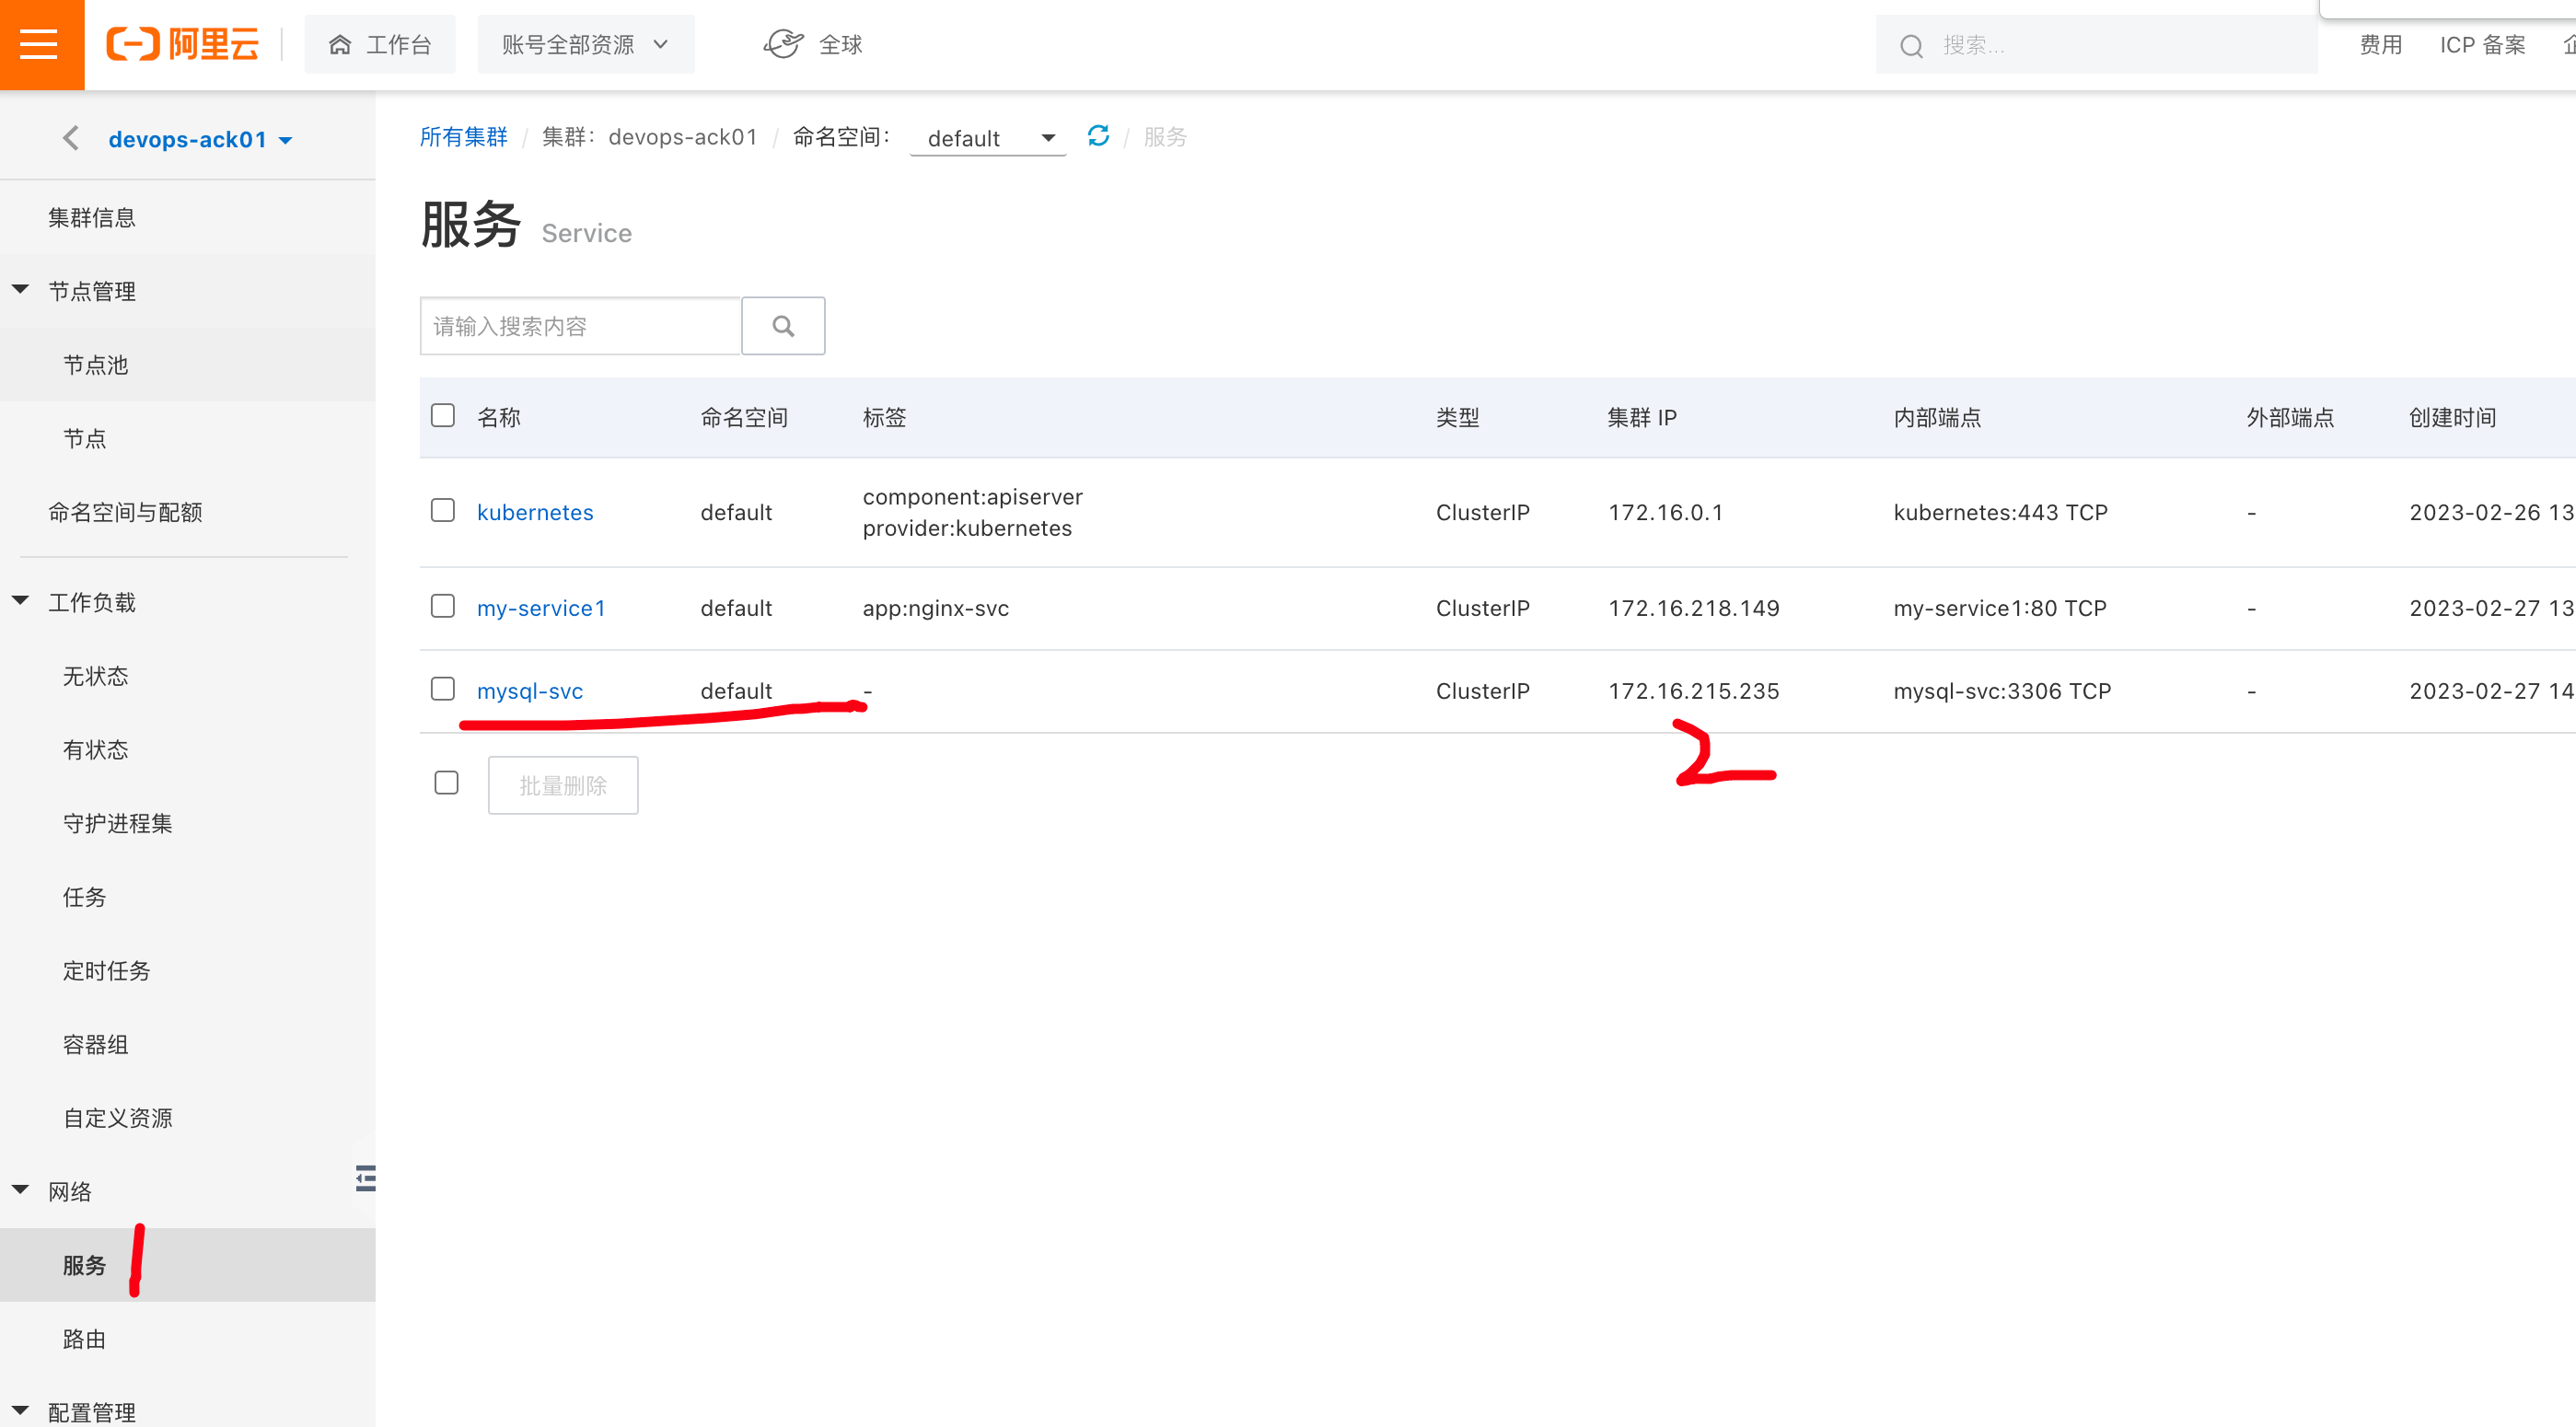 阿里云
工作台
账号全部资源
全球
搜索...
费用
ICP 备案
devops-ack01
集群信息
节点管理
节点池
节点
命名空间与配额
工作负载
无状态
有状态
守护进程集
任务
定时任务
容器组
自定义资源
网络
服务
1
路由
配置管理
所有集群 / 集群: devops-ack01 / 命名空间: default / 服务
服务 Service
请输入搜索内容
名称 命名空间 标签 类型 集群 IP 内部端点 外部端点 创建时间
kubernetes default component:apiserver provider:kubernetes ClusterIP 172.16.0.1 kubernetes:443 TCP - 2023-02-26 13
my-service1 default app:nginx-svc ClusterIP 172.16.218.149 my-service1:80 TCP - 2023-02-27 13
mysql-svc default - ClusterIP 172.16.215.235 mysql-svc:3306 TCP - 2023-02-27 14
2
批量删除